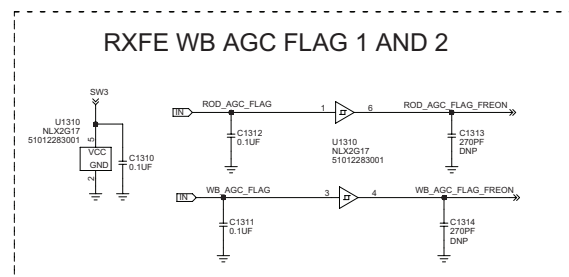 RXFE WB AGC FLAG 1 AND 2
SW3
U1310
NLX2G17
51012283001
5
VCC
GND
2
C1310
0.1UF
IN
ROD_AGC_FLAG
1
6
ROD_AGC_FLAG_FREON
C1312
0.1UF
U1310
NLX2G17
51012283001
C1313
270PF
DNP
IN
WB_AGC_FLAG
3
4
WB_AGC_FLAG_FREON
C1311
0.1UF
C1314
270PF
DNP